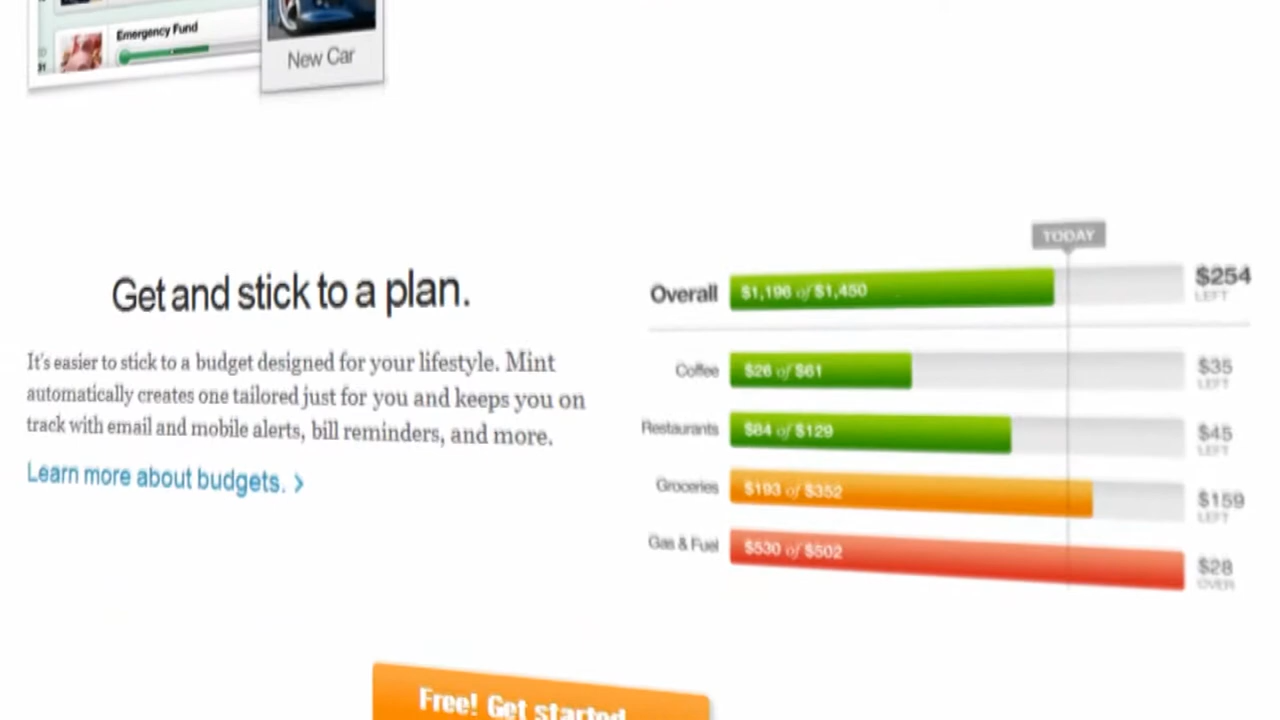 Emergency Fund
New Car
Get and stick to a plan.
It's easier to stick to a budget designed for your lifestyle. Mint
automatically creates one tailored just for you and keeps you on
track with email and mobile alerts, bill reminders, and more.
Learn more about budgets. >
TODAY
Overall $1,196 of $1,450 $254
LEFT
Coffee $26 of $61 $35
LEFT
Restaurants $84 of $129 $45
LEFT
Groceries $193 of $352 $159
LEFT
Gas & Fuel $530 of $502 $28
OVER
Free! Get started